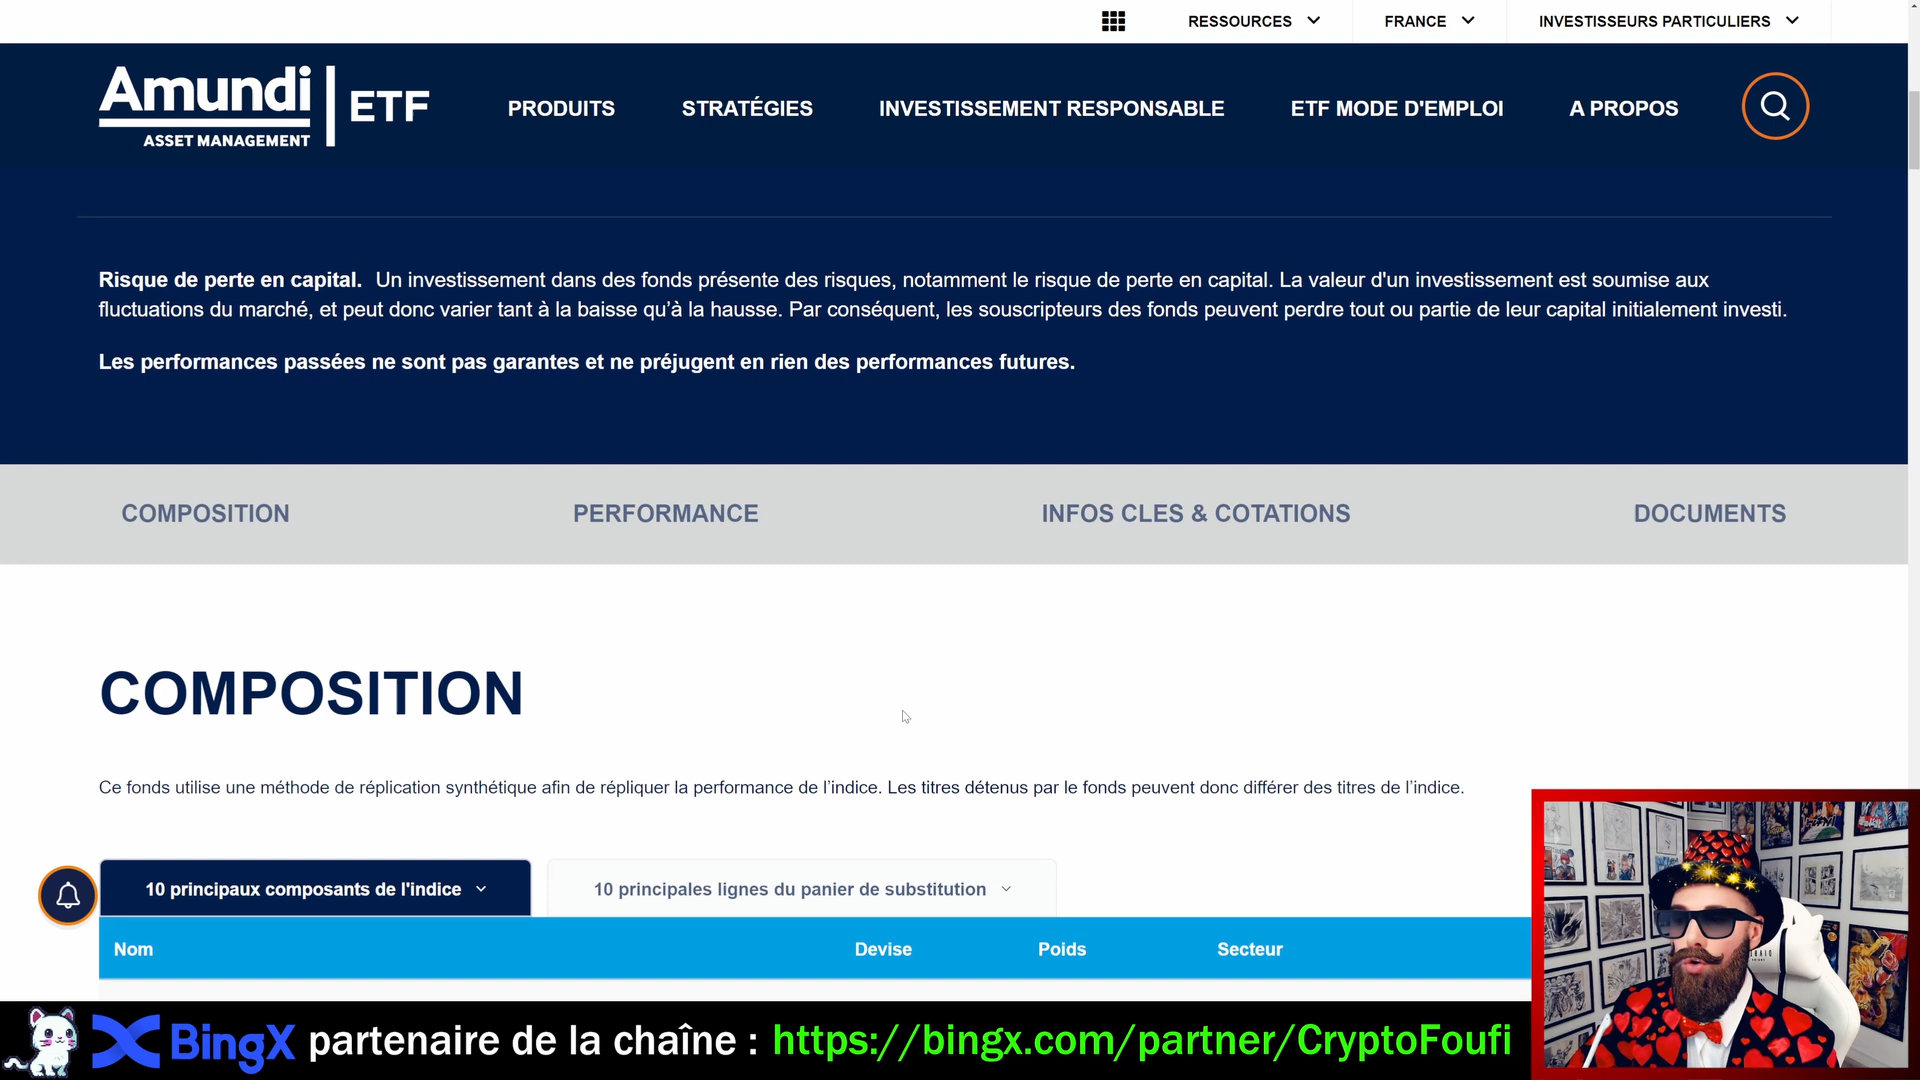 RESSOURCES
FRANCE
INVESTISSEURS PARTICULIERS
Amundi
ASSET MANAGEMENT
ETF
PRODUITS
STRATÉGIES
INVESTISSEMENT RESPONSABLE
ETF MODE D'EMPLOI
A PROPOS
Risque de perte en capital. Un investissement dans des fonds présente des risques, notamment le risque de perte en capital. La valeur d'un investissement est soumise aux
fluctuations du marché, et peut donc varier tant à la baisse qu’à la hausse. Par conséquent, les souscripteurs des fonds peuvent perdre tout ou partie de leur capital initialement investi.
Les performances passées ne sont pas garantes et ne préjugent en rien des performances futures.
COMPOSITION
PERFORMANCE
INFOS CLES & COTATIONS
DOCUMENTS
COMPOSITION
Ce fonds utilise une méthode de réplication synthétique afin de répliquer la performance de l’indice. Les titres détenus par le fonds peuvent donc différer des titres de l’indice.
10 principaux composants de l'indice
10 principales lignes du panier de substitution
Nom
Devise
Poids
Secteur
BingX partenaire de la chaîne : https://bingx.com/partner/CryptoFoufi